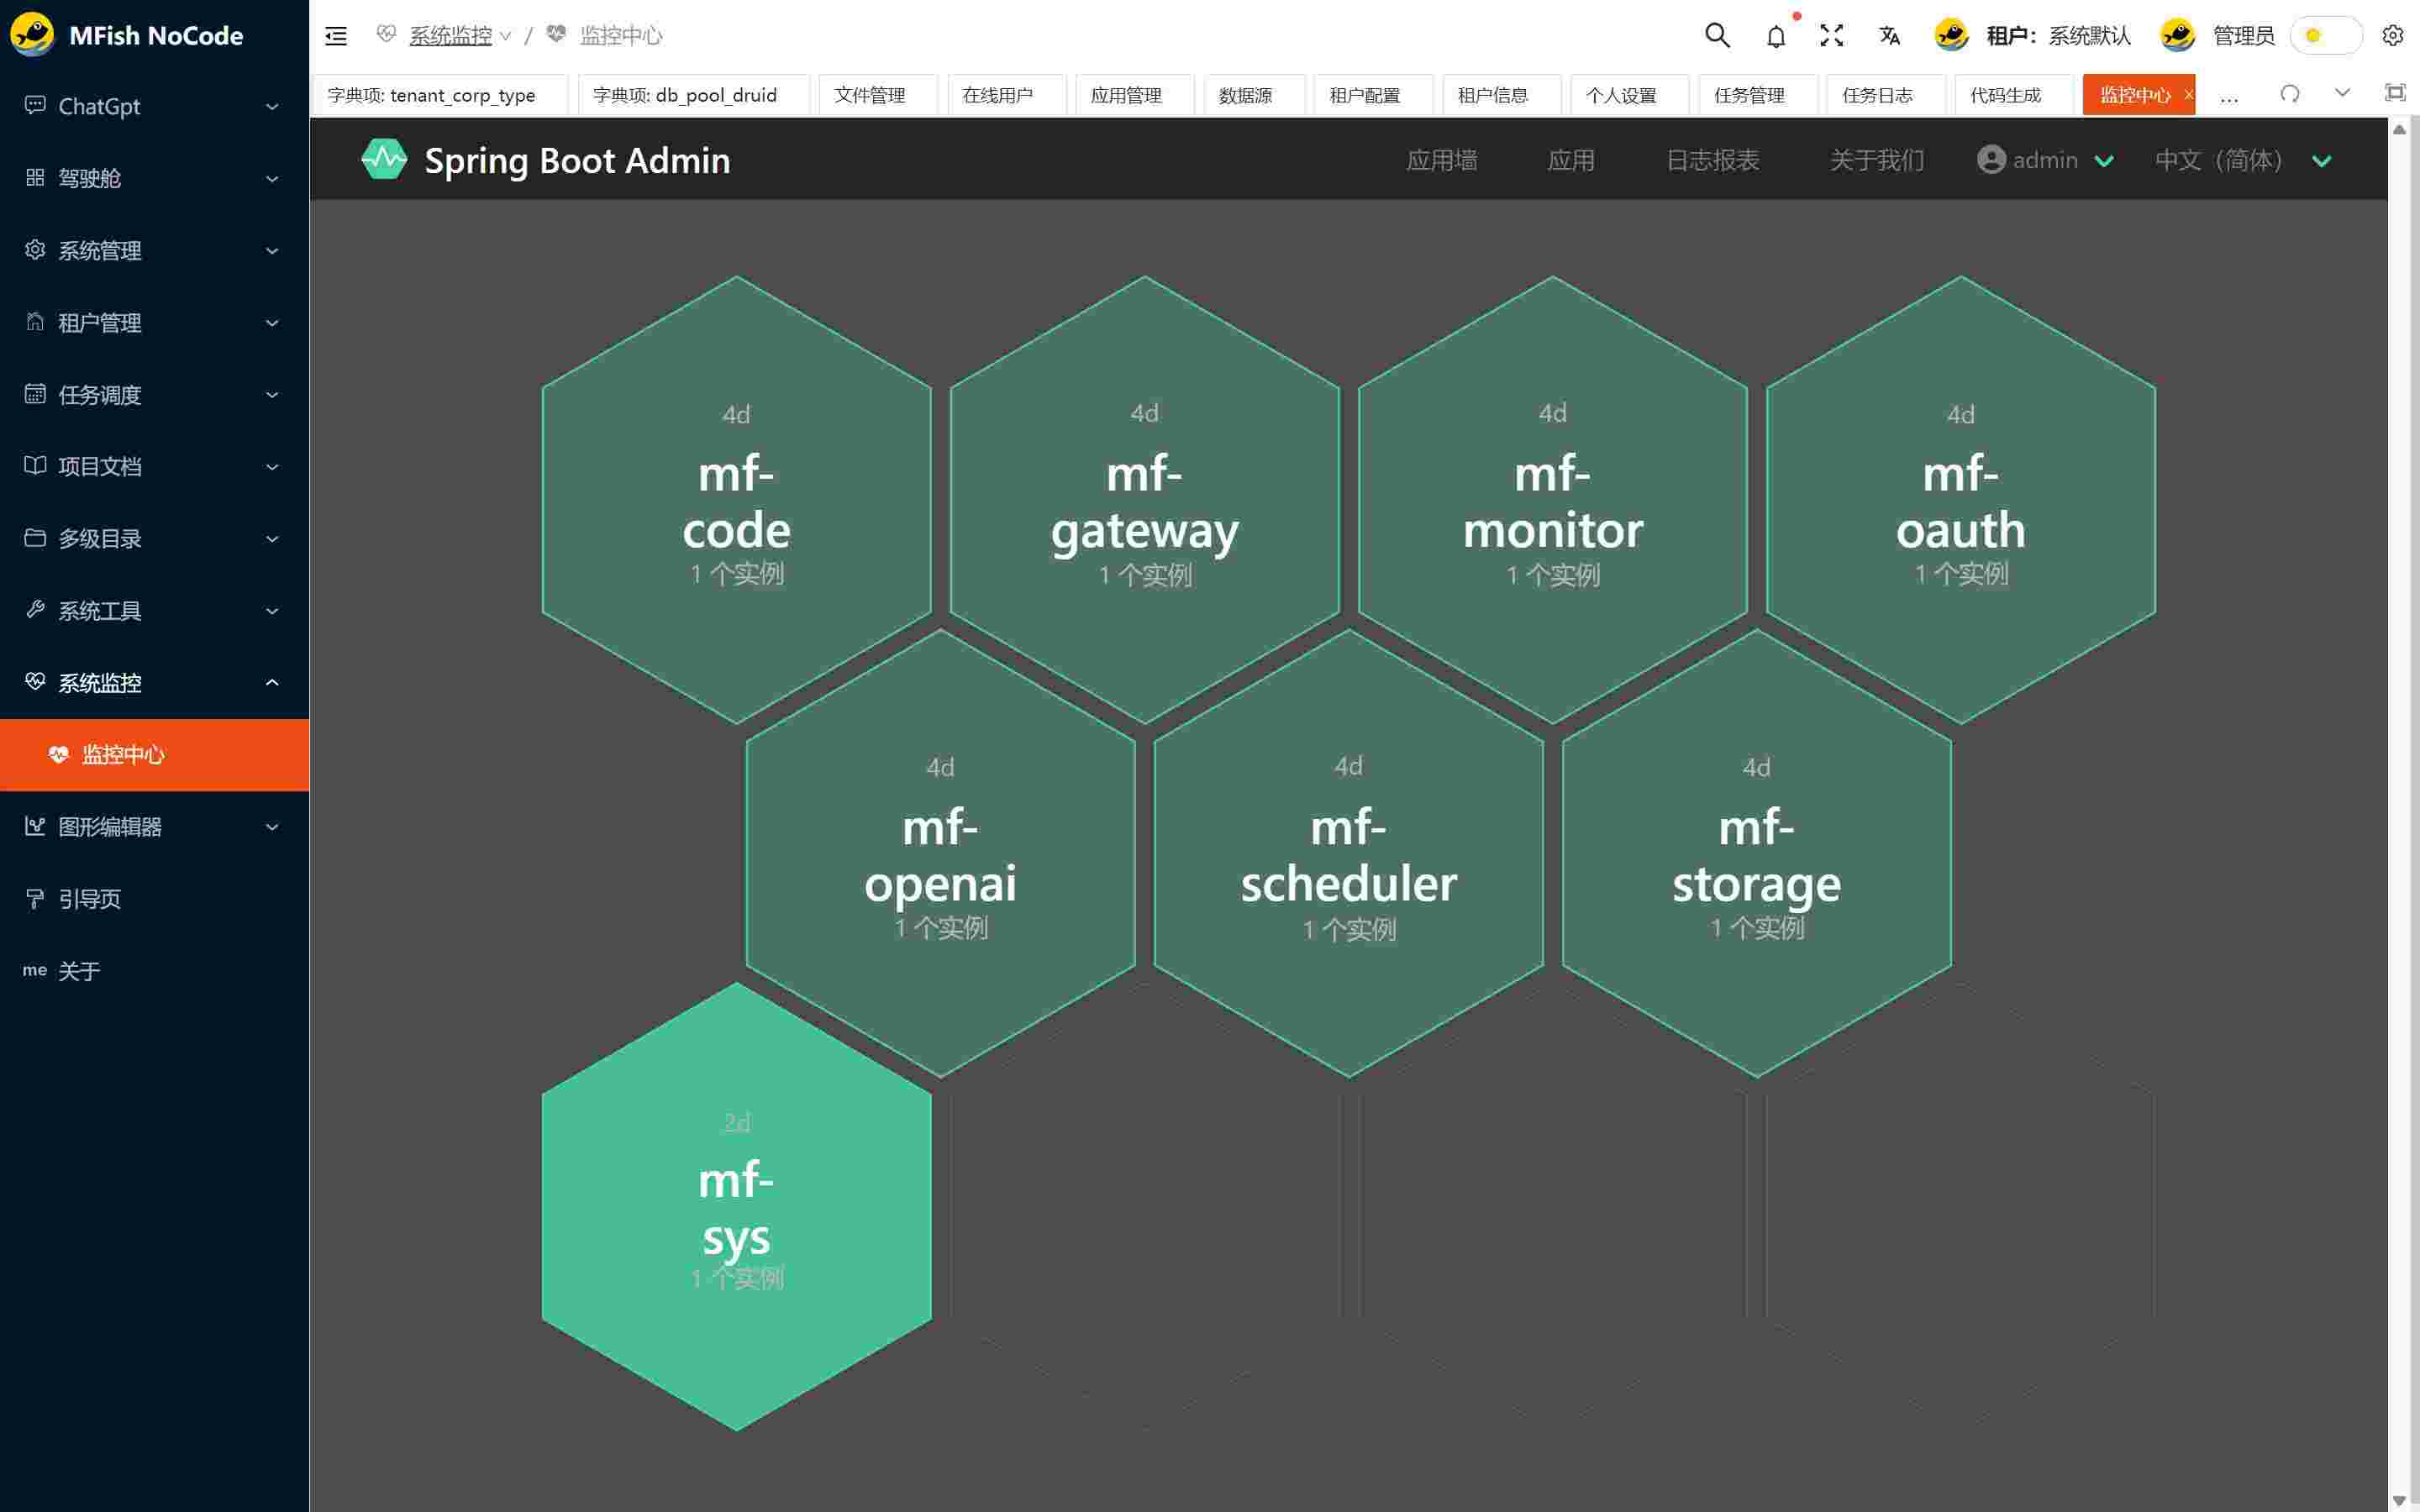 MFish NoCode
系统监控 / 监控中心
租户：系统默认
管理员
ChatGpt
驾驶舱
系统管理
租户管理
任务调度
项目文档
多级目录
系统工具
系统监控
监控中心
图形编辑器
引导页
me 关于
字典项: tenant_corp_type
字典项: db_pool_druid
文件管理
在线用户
应用管理
数据源
租户配置
租户信息
个人设置
任务管理
任务日志
代码生成
监控中心 ×
...
Spring Boot Admin
应用墙
应用
日志报表
关于我们
admin
中文（简体）
4d
mf-
code
1 个实例
4d
mf-
gateway
1 个实例
4d
mf-
monitor
1 个实例
4d
mf-
oauth
1 个实例
4d
mf-
openai
1 个实例
4d
mf-
scheduler
1 个实例
4d
mf-
storage
1 个实例
2d
mf-
sys
1 个实例